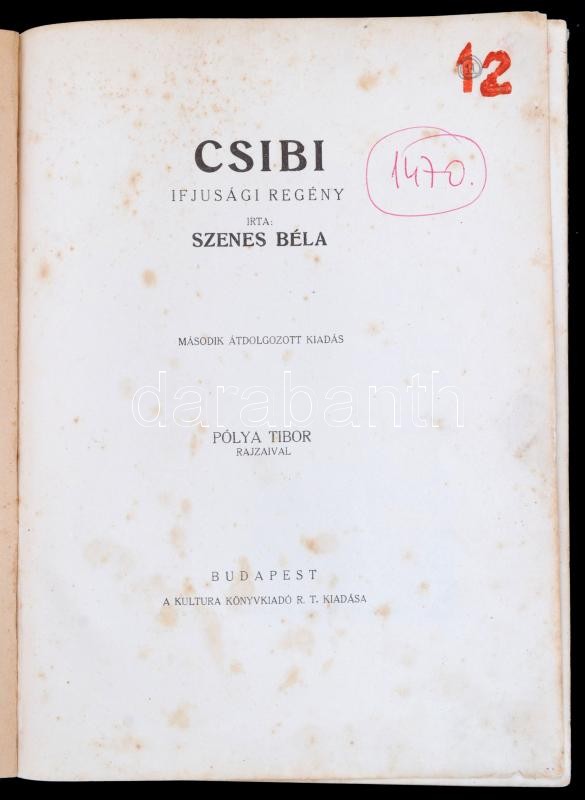 12
CSIBI
1470.
IFJUSÁGI REGÉNY
IRTA:
SZENES BÉLA
MÁSODIK ÁTDOLGOZOTT KIADÁS
darabanth
PÓLYA TIBOR
RAJZAIVAL
BUDAPEST
A KULTURA KÖNYVKIADÓ R. T. KIADÁSA